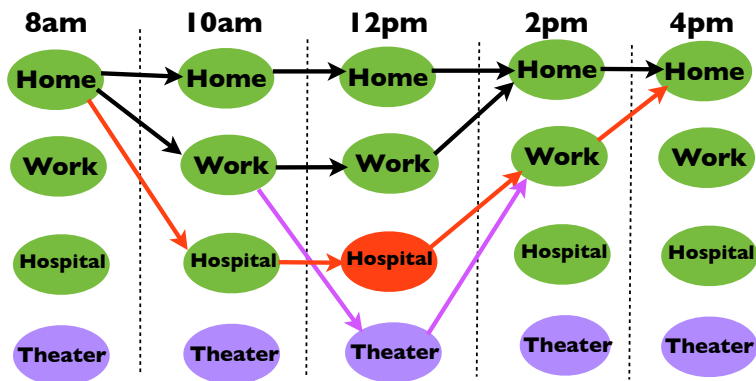 8am 10am 12pm 2pm 4pm
Home Home Home Home Home
Work Work Work Work Work
Hospital Hospital Hospital Hospital Hospital
Theater Theater Theater Theater Theater